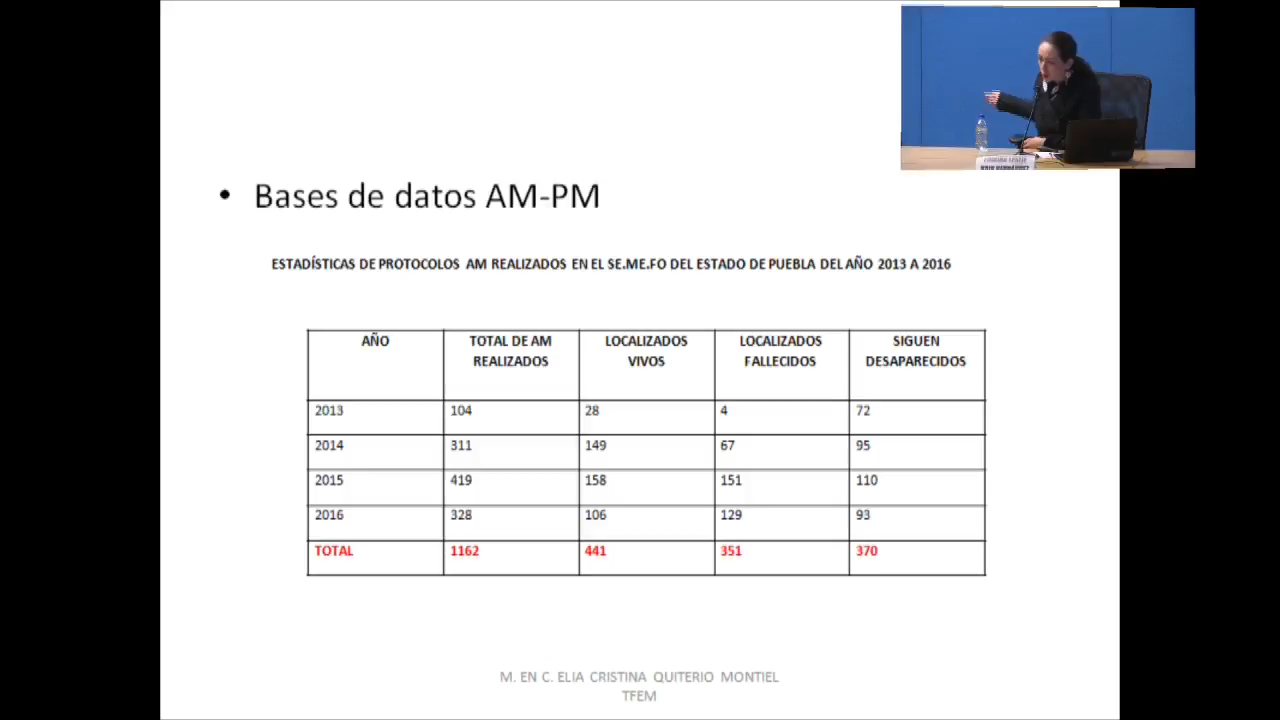 • Bases de datos AM-PM
ESTADÍSTICAS DE PROTOCOLOS AM REALIZADOS EN EL SE.ME.FO DEL ESTADO DE PUEBLA DEL AÑO 2013 A 2016
AÑO TOTAL DE AM REALIZADOS LOCALIZADOS VIVOS LOCALIZADOS FALLECIDOS SIGUEN DESAPARECIDOS
2013 104 28 4 72
2014 311 149 67 95
2015 419 158 151 110
2016 328 106 129 93
TOTAL 1162 441 351 370
M. EN C. ELIA CRISTINA QUITERIO MONTIEL
TFEM